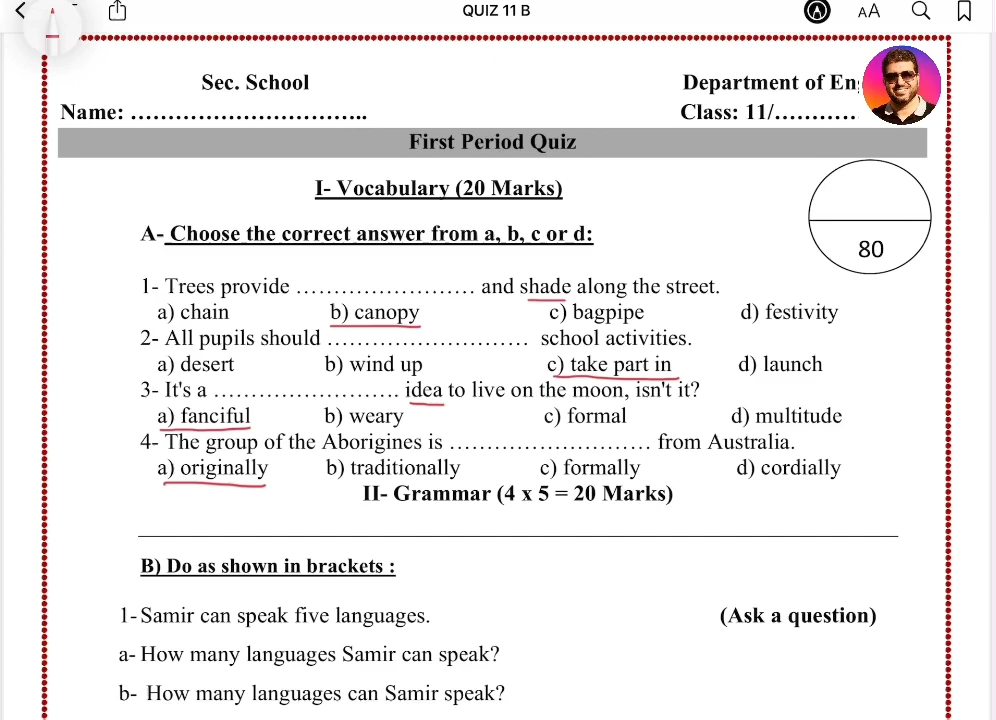 QUIZ 11 B
AA
Sec. School Department of En
Name: ................................. Class: 11/............
First Period Quiz
I- Vocabulary (20 Marks)
80
A- Choose the correct answer from a, b, c or d:
1- Trees provide ........................ and shade along the street.
a) chain b) canopy c) bagpipe d) festivity
2- All pupils should ........................... school activities.
a) desert b) wind up c) take part in d) launch
3- It's a ......................... idea to live on the moon, isn't it?
a) fanciful b) weary c) formal d) multitude
4- The group of the Aborigines is ........................... from Australia.
a) originally b) traditionally c) formally d) cordially
II- Grammar (4 x 5 = 20 Marks)
B) Do as shown in brackets :
1- Samir can speak five languages. (Ask a question)
a- How many languages Samir can speak?
b- How many languages can Samir speak?